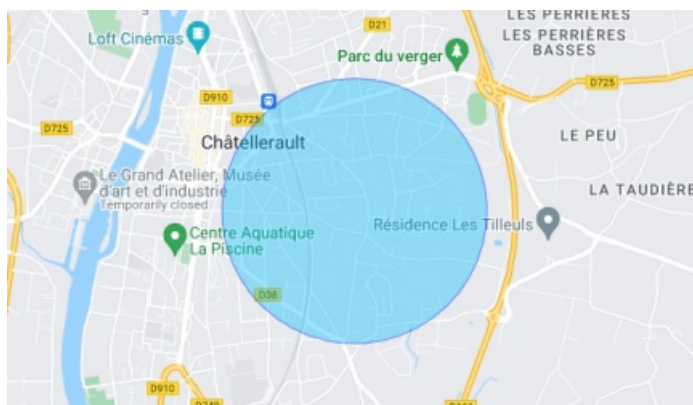 LES PERRIÈRES
D21
LES PERRIÈRES
BASSES
Loft Cinémas
Parc du verger
D725
D910
D725
D725
LE PEU
Châtellerault
Le Grand Atelier, Musée
d'art et d'industrie
Temporarily closed
LA TAUDIÈRE
Résidence Les Tilleuls
Centre Aquatique
La Piscine
D38
D910
D749